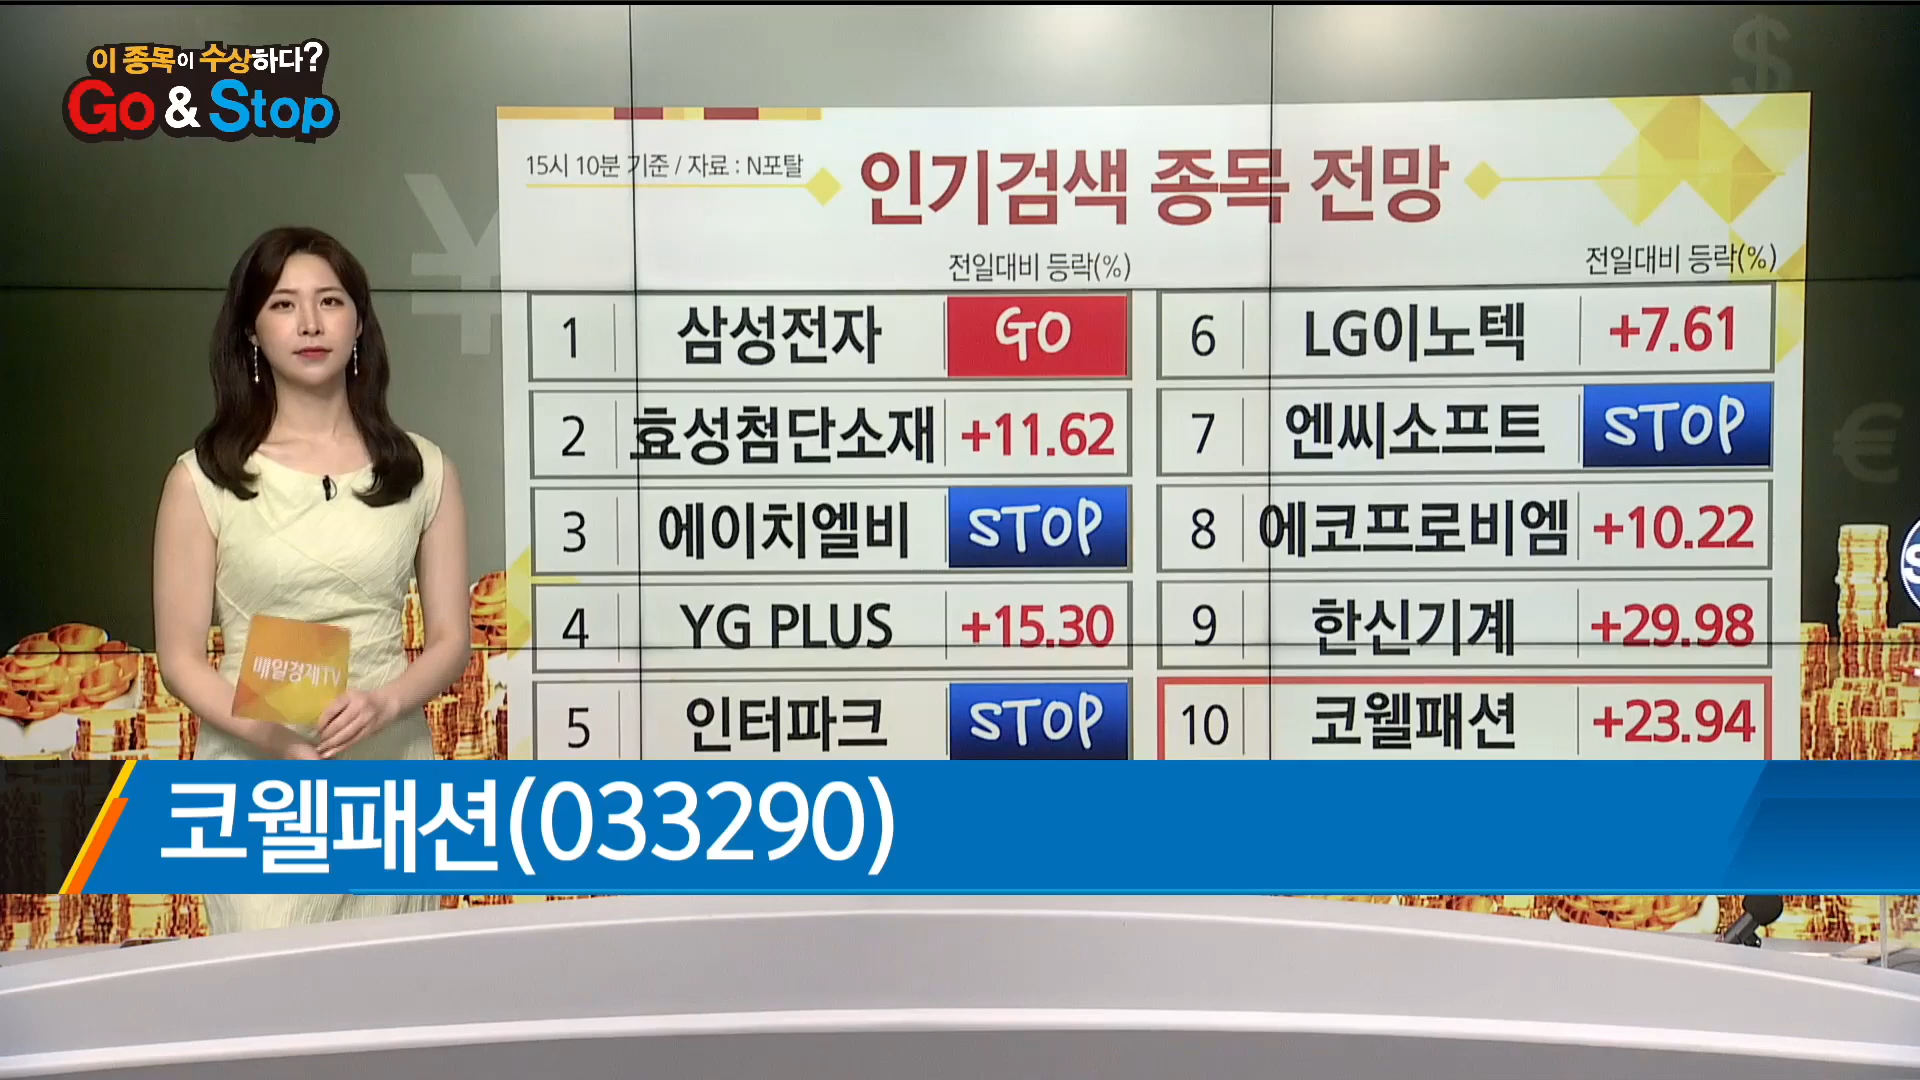 이 종목이 수상하다?
Go & Stop
15시 10분 기준 / 자료 : N포탈
인기검색 종목 전망
전일대비 등락(%)
전일대비 등락(%)
1 삼성전자 GO
2 효성첨단소재 +11.62
3 에이치엘비 STOP
4 YG PLUS +15.30
5 인터파크 STOP
6 LG이노텍 +7.61
7 엔씨소프트 STOP
8 에코프로비엠 +10.22
9 한신기계 +29.98
10 코웰패션 +23.94
매일경제TV
코웰패션(033290)